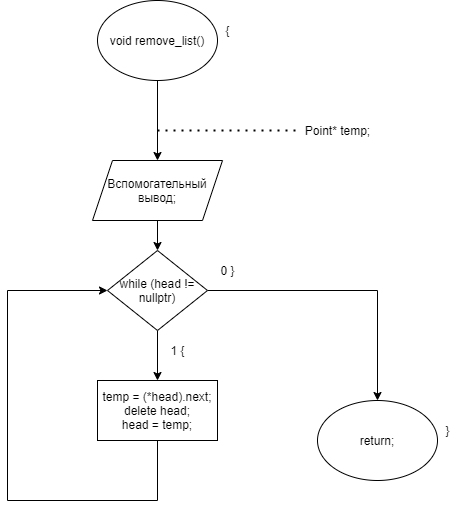 void remove_list()
{
Point* temp;
Вспомогательный
вывод;
while (head !=
nullptr)
0 }
1 {
temp = (*head).next;
delete head;
head = temp;
return;
}